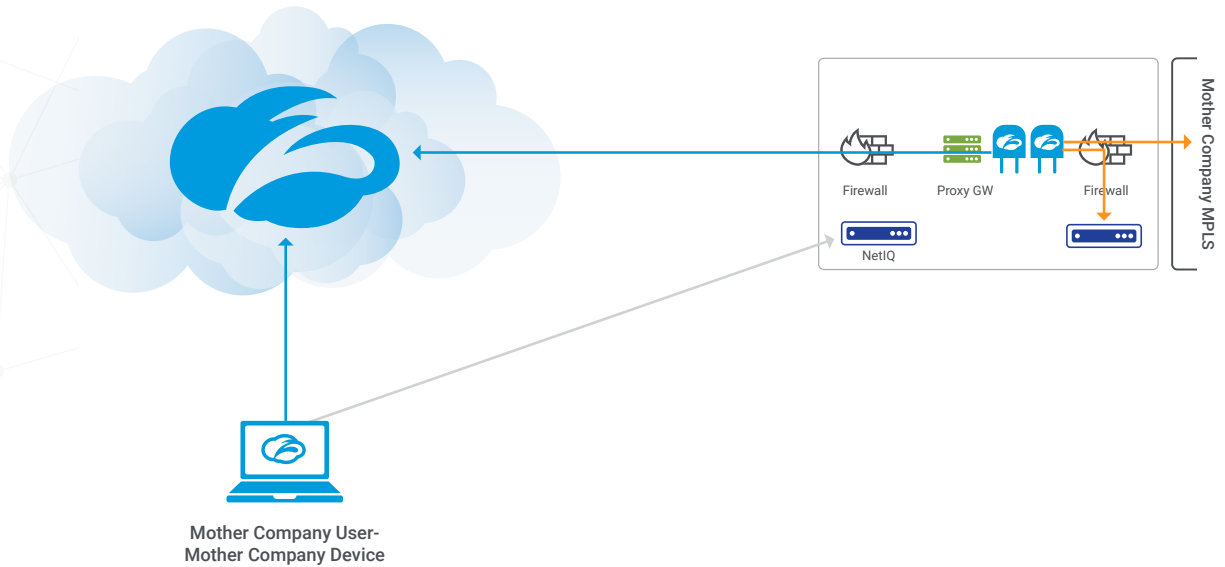 Firewall
Proxy GW
Firewall
NetIQ
Mother Company MPLS
Mother Company User-
Mother Company Device